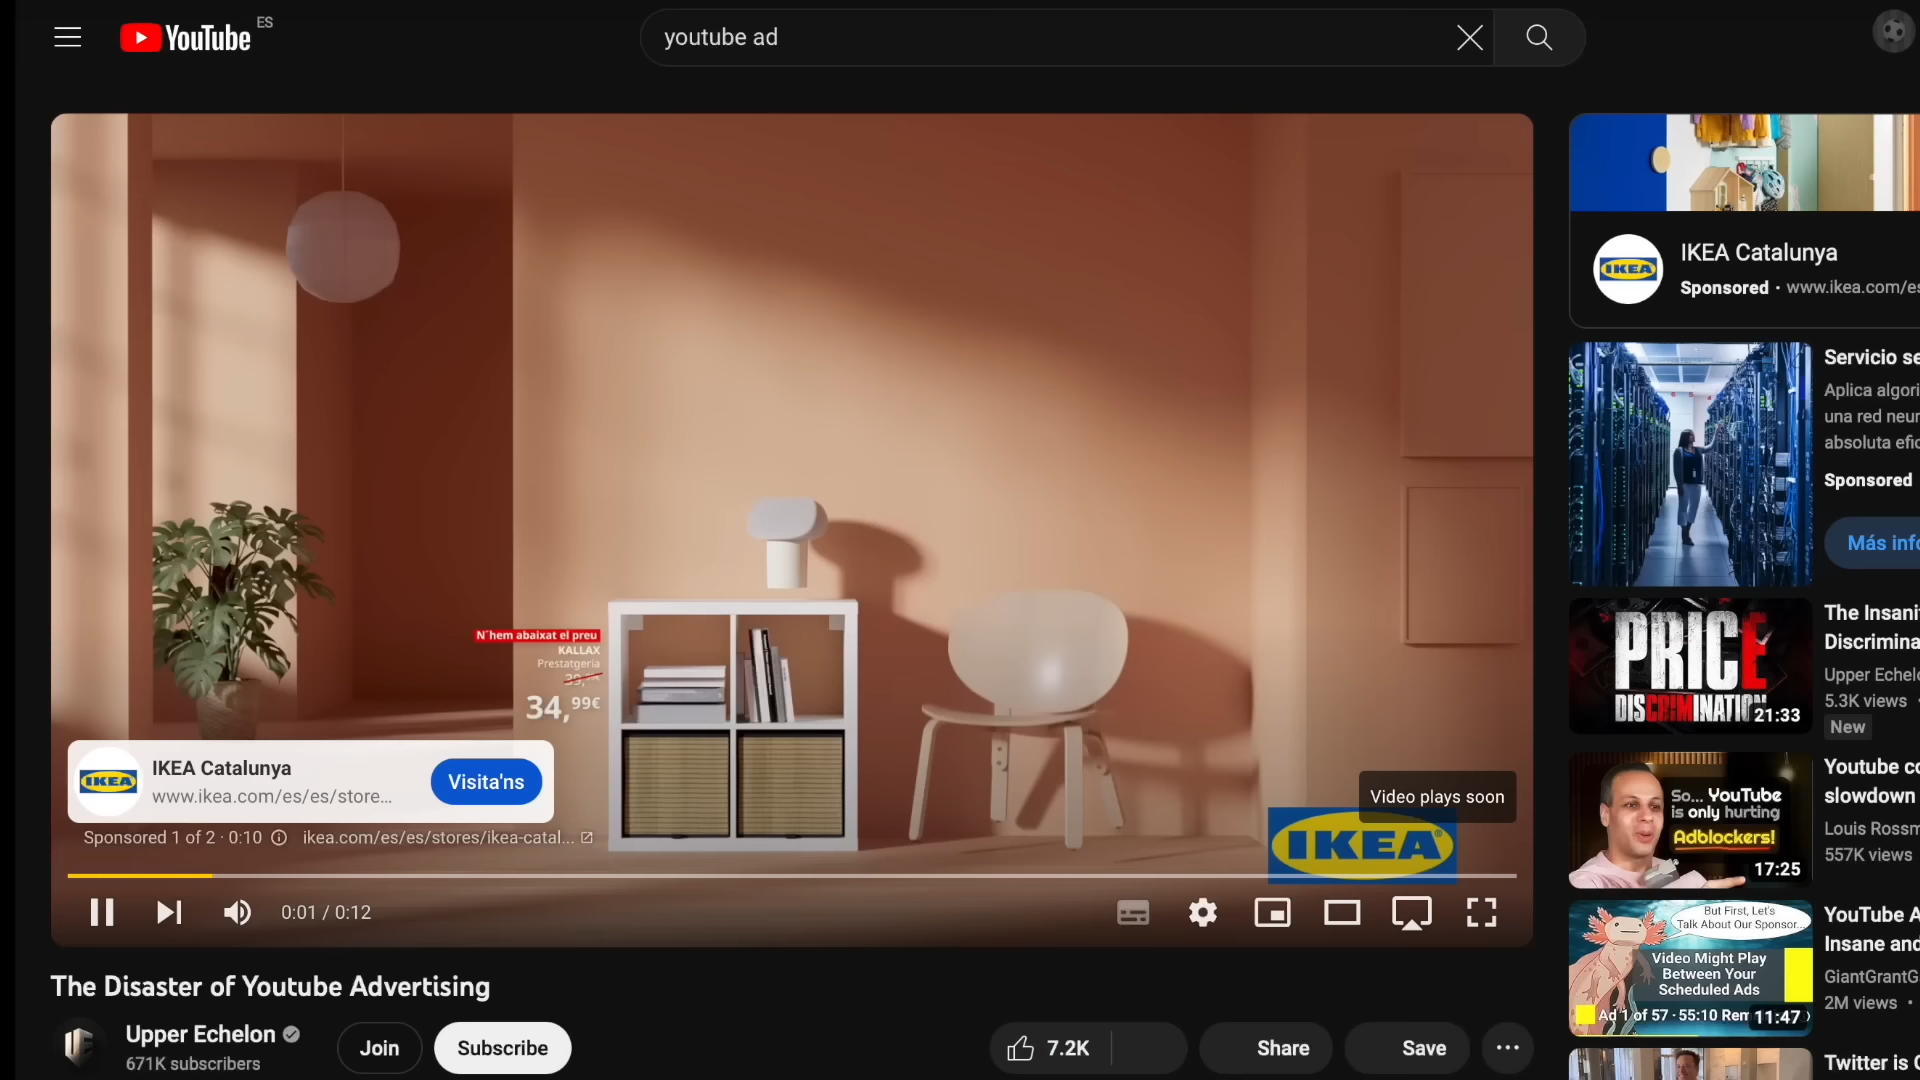 YouTube ES
youtube ad
N'hem abaixat el preu
KALLAX
Prestatgeria
34,99€
IKEA
IKEA Catalunya
www.ikea.com/es/es/store...
Visita'ns
Sponsored 1 of 2 · 0:10
ikea.com/es/es/stores/ikea-catal...
Video plays soon
IKEA
0:01 / 0:12
The Disaster of Youtube Advertising
Upper Echelon
671K subscribers
Join
Subscribe
7.2K
Share
Save
IKEA
IKEA Catalunya
Sponsored · www.ikea.com/es
Servicio se
Aplica algori
una red neur
absoluta efic
Sponsored
Más info
PRICE
DISCRIMINATIO
21:33
The Insanit
Discrimina
Upper Echelo
5.3K views
New
So... YouTube
is only hurting
Adblockers!
17:25
Youtube co
slowdown
Louis Rossm
557K views
But First, Let's
Talk About Our Sponsor...
Video Might Play
Between Your
Scheduled Ads
Ad 1 of 57 · 55:10 Rem
11:47
YouTube A
Insane and
GiantGrantG
2M views
Twitter is